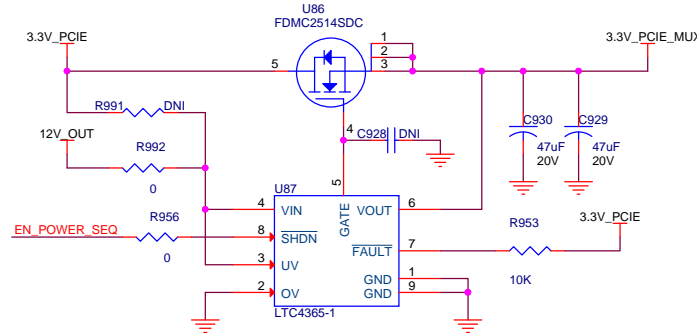 U86
FDMC2514SDC
3.3V_PCIE
3.3V_PCIE_MUX
1
2
5
3
R991
DNI
C930
C929
12V_OUT
4
C928
DNI
R992
47uF
47uF
20V
20V
0
5
U87
4
VIN
GATE
VOUT
6
R953
3.3V_PCIE
R956
EN_POWER_SEQ
8
SHDN
FAULT
7
0
3
UV
10K
GND
1
2
OV
GND
9
LTC4365-1